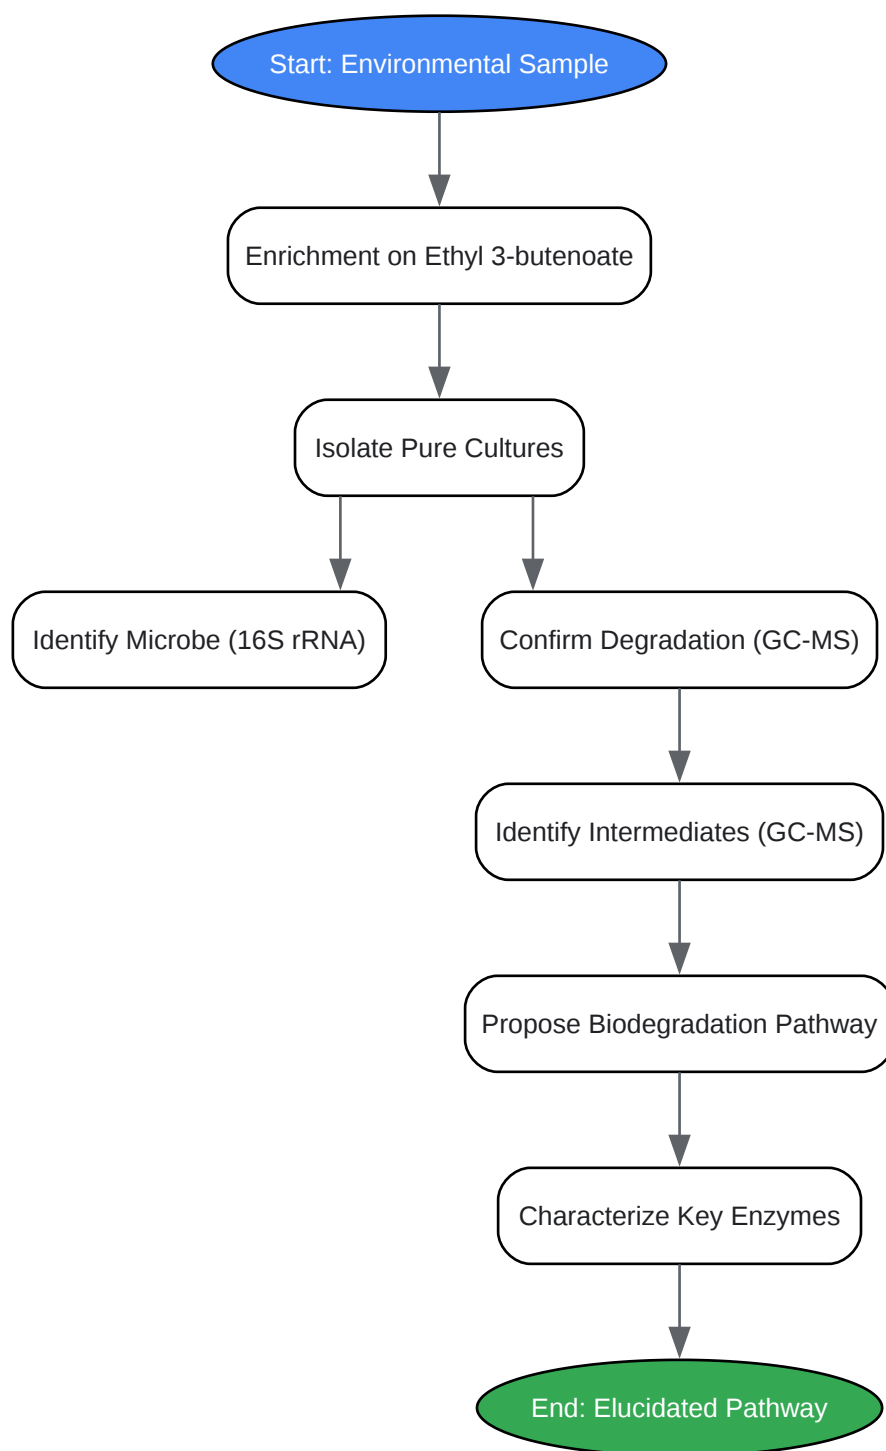 Start: Environmental Sample
Enrichment on Ethyl 3-butenoate
Isolate Pure Cultures
Identify Microbe (16S rRNA)
Confirm Degradation (GC-MS)
Identify Intermediates (GC-MS)
Propose Biodegradation Pathway
Characterize Key Enzymes
End: Elucidated Pathway